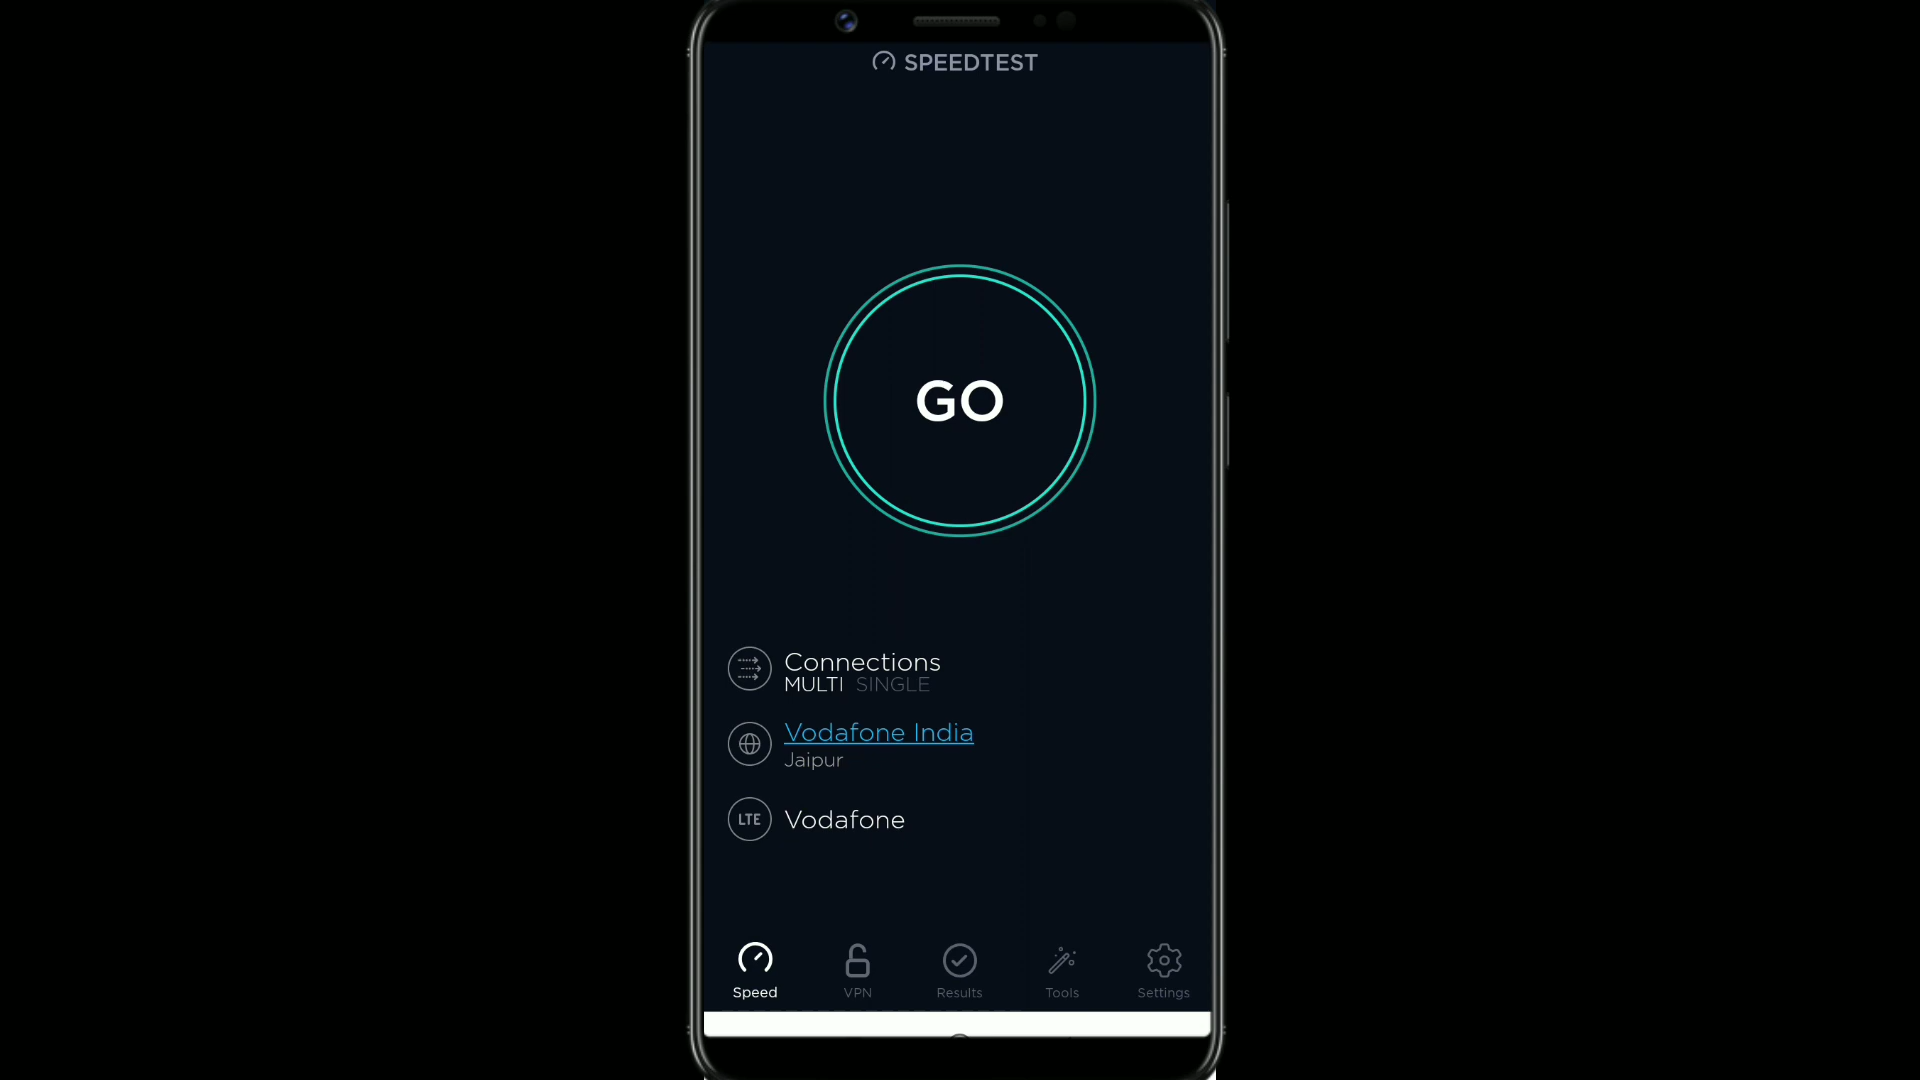 SPEEDTEST
GO
Connections
MULTI SINGLE
Vodafone India
Jaipur
LTE Vodafone
Speed VPN Results Tools Settings